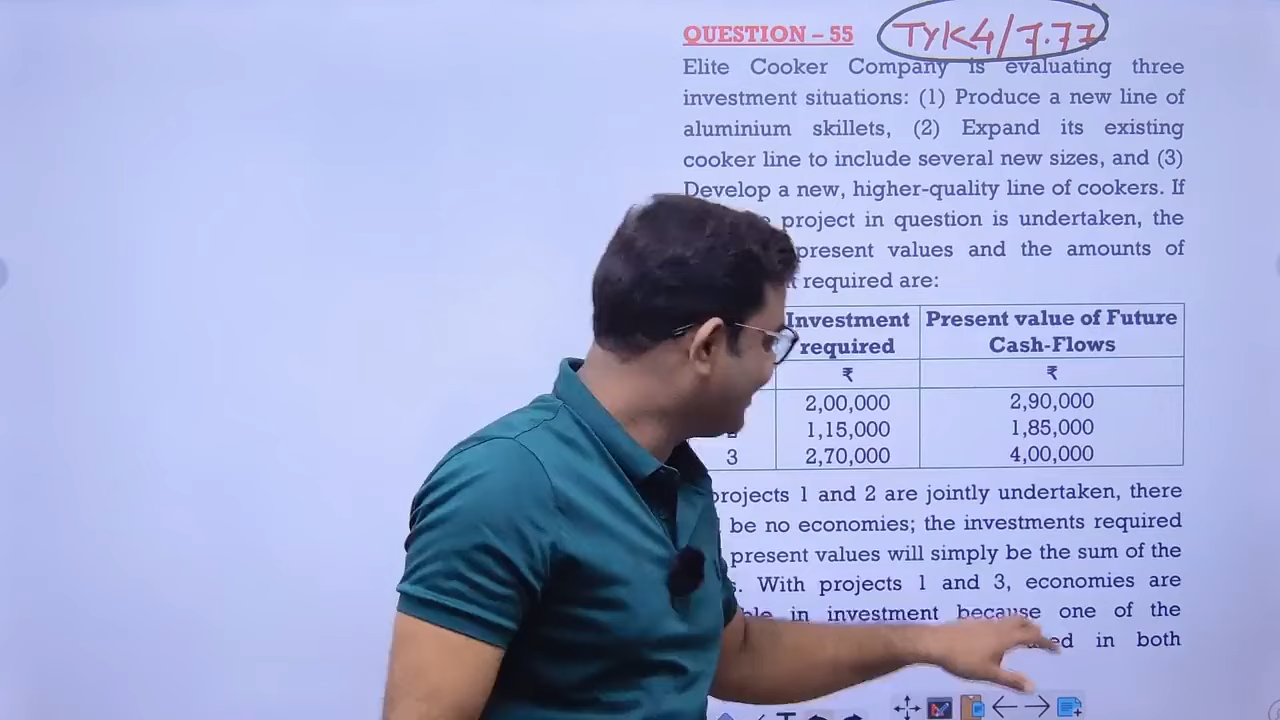 QUESTION – 55
TYK4/7.77
Elite Cooker Company is evaluating three
investment situations: (1) Produce a new line of
aluminium skillets, (2) Expand its existing
cooker line to include several new sizes, and (3)
Develop a new, higher-quality line of cookers. If
project in question is undertaken, the
present values and the amounts of
required are:
Investment required Present value of Future Cash-Flows
₹ ₹
2,00,000 2,90,000
1,15,000 1,85,000
3 2,70,000 4,00,000
projects 1 and 2 are jointly undertaken, there
be no economies; the investments required
present values will simply be the sum of the
With projects 1 and 3, economies are
in investment because one of the
in both